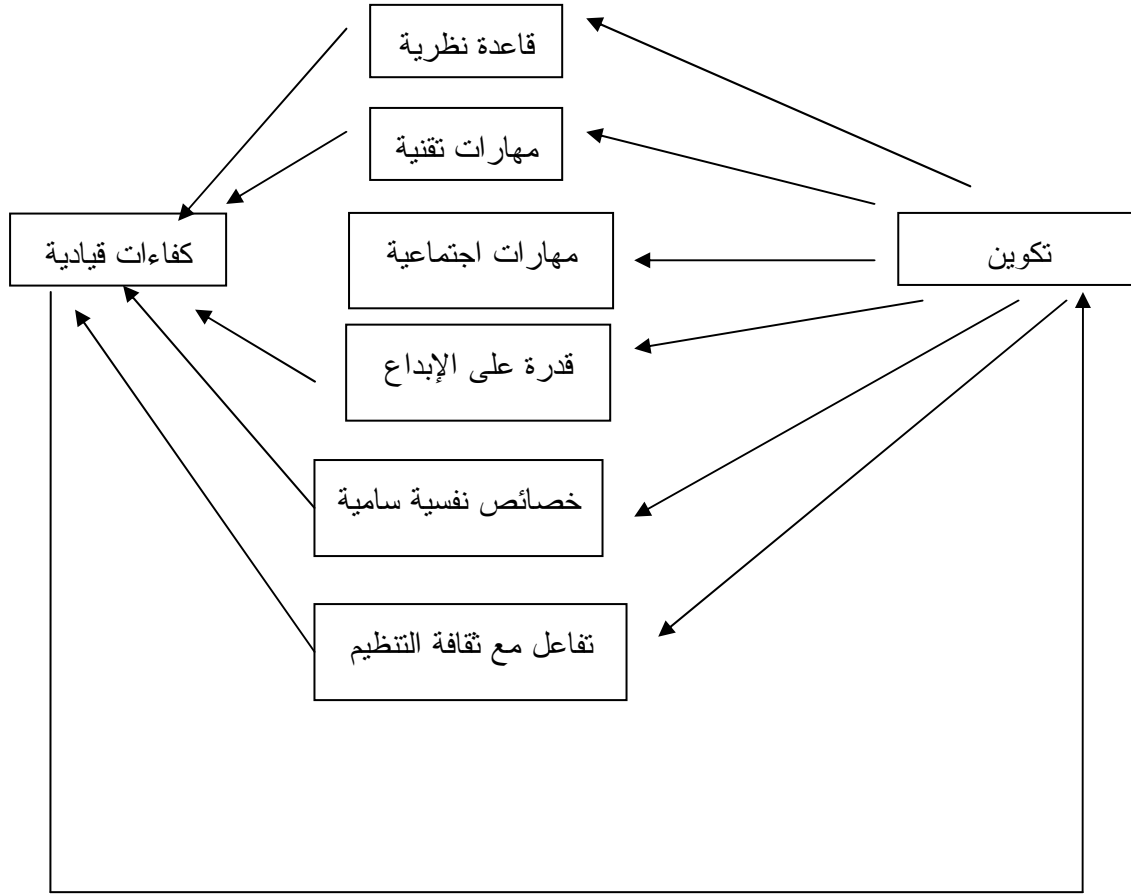 قاعدة نظرية
مهارات تقنية
تكوين
مهارات اجتماعية
كفاءات قيادية
قدرة على الإبداع
خصائص نفسية سامية
تفاعل مع ثقافة التنظيم